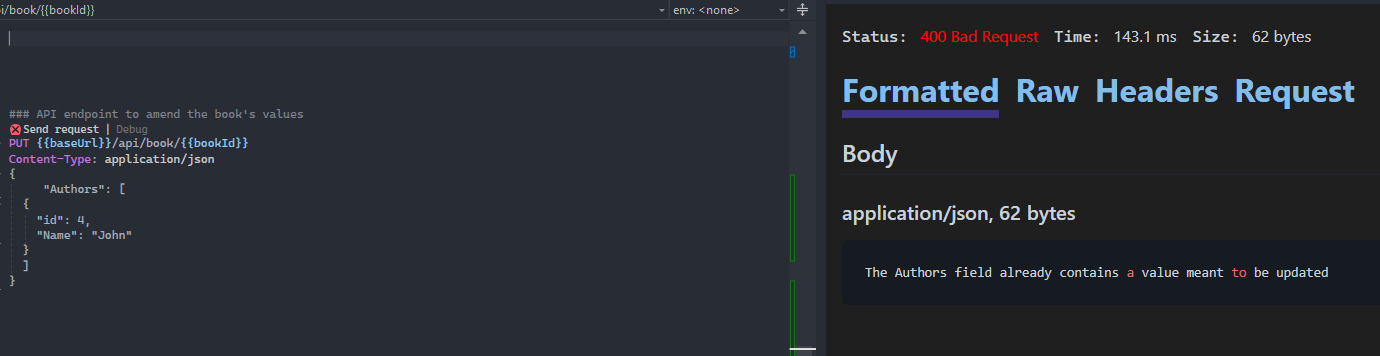 i/book/{{bookId}}
env: <none>
### API endpoint to amend the book's values
Send request | Debug
PUT {{baseUrl}}/api/book/{{bookId}}
Content-Type: application/json
{
"Authors": [
{
"id": 4,
"Name": "John"
}
]
}
Status: 400 Bad Request Time: 143.1 ms Size: 62 bytes
Formatted Raw Headers Request
Body
application/json, 62 bytes
The Authors field already contains a value meant to be updated